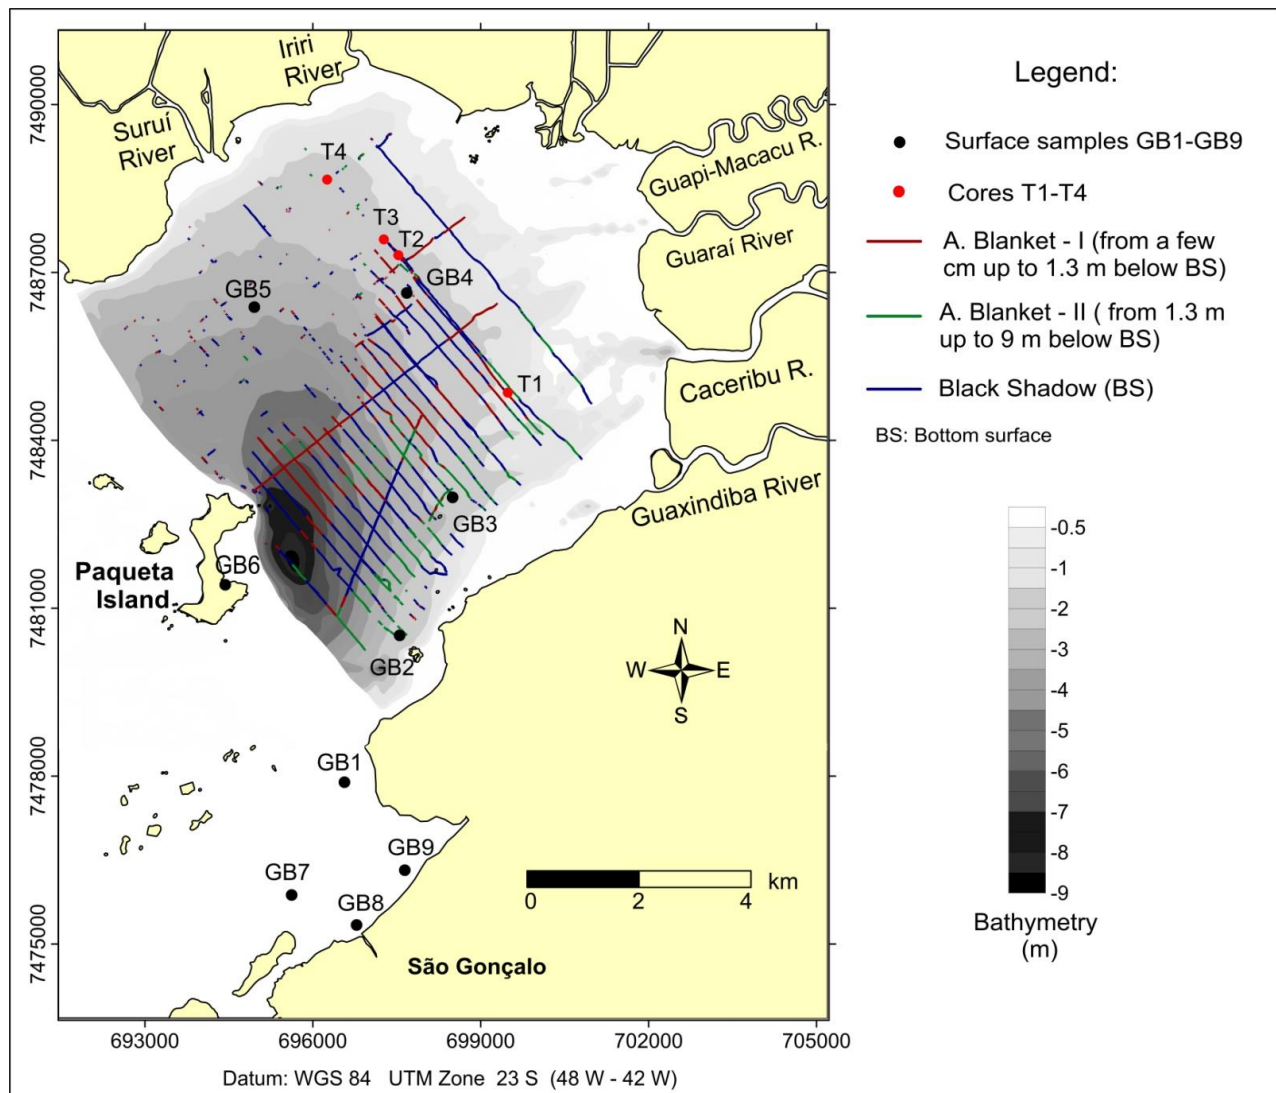 Iriri
River
Suruí
River
T4
T3
T2
GB4
GB5
T1
GB3
GB6
Paqueta
Island
GB2
GB1
GB9
GB7
GB8
São Gonçalo
Guapi-Macacu R.
Guaraí River
Caceribu R.
Guaxindiba River
N
W E
S
0 2 4 km
7490000
7487000
7484000
7481000
7478000
7475000
693000 696000 699000 702000 705000
Datum: WGS 84 UTM Zone 23 S (48 W - 42 W)
Legend:
Surface samples GB1-GB9
Cores T1-T4
A. Blanket - I (from a few
cm up to 1.3 m below BS)
A. Blanket - II ( from 1.3 m
up to 9 m below BS)
Black Shadow (BS)
BS: Bottom surface
-0.5
-1
-2
-3
-4
-5
-6
-7
-8
-9
Bathymetry
(m)